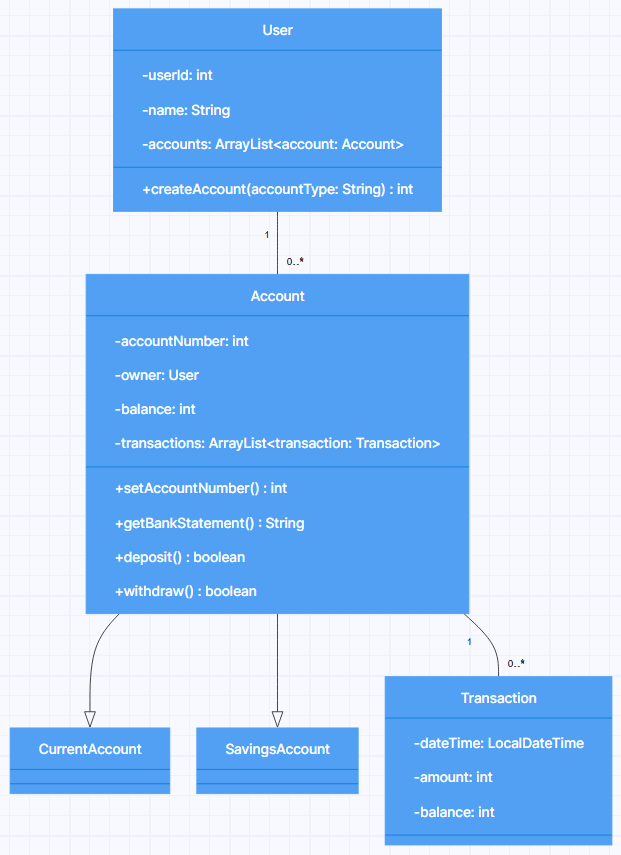 User
-userId: int
-name: String
-accounts: ArrayList<account: Account>
+createAccount(accountType: String) : int
1
0..*
Account
-accountNumber: int
-owner: User
-balance: int
-transactions: ArrayList<transaction: Transaction>
+setAccountNumber() : int
+getBankStatement() : String
+deposit() : boolean
+withdraw() : boolean
1
0..*
CurrentAccount
SavingsAccount
Transaction
-dateTime: LocalDateTime
-amount: int
-balance: int